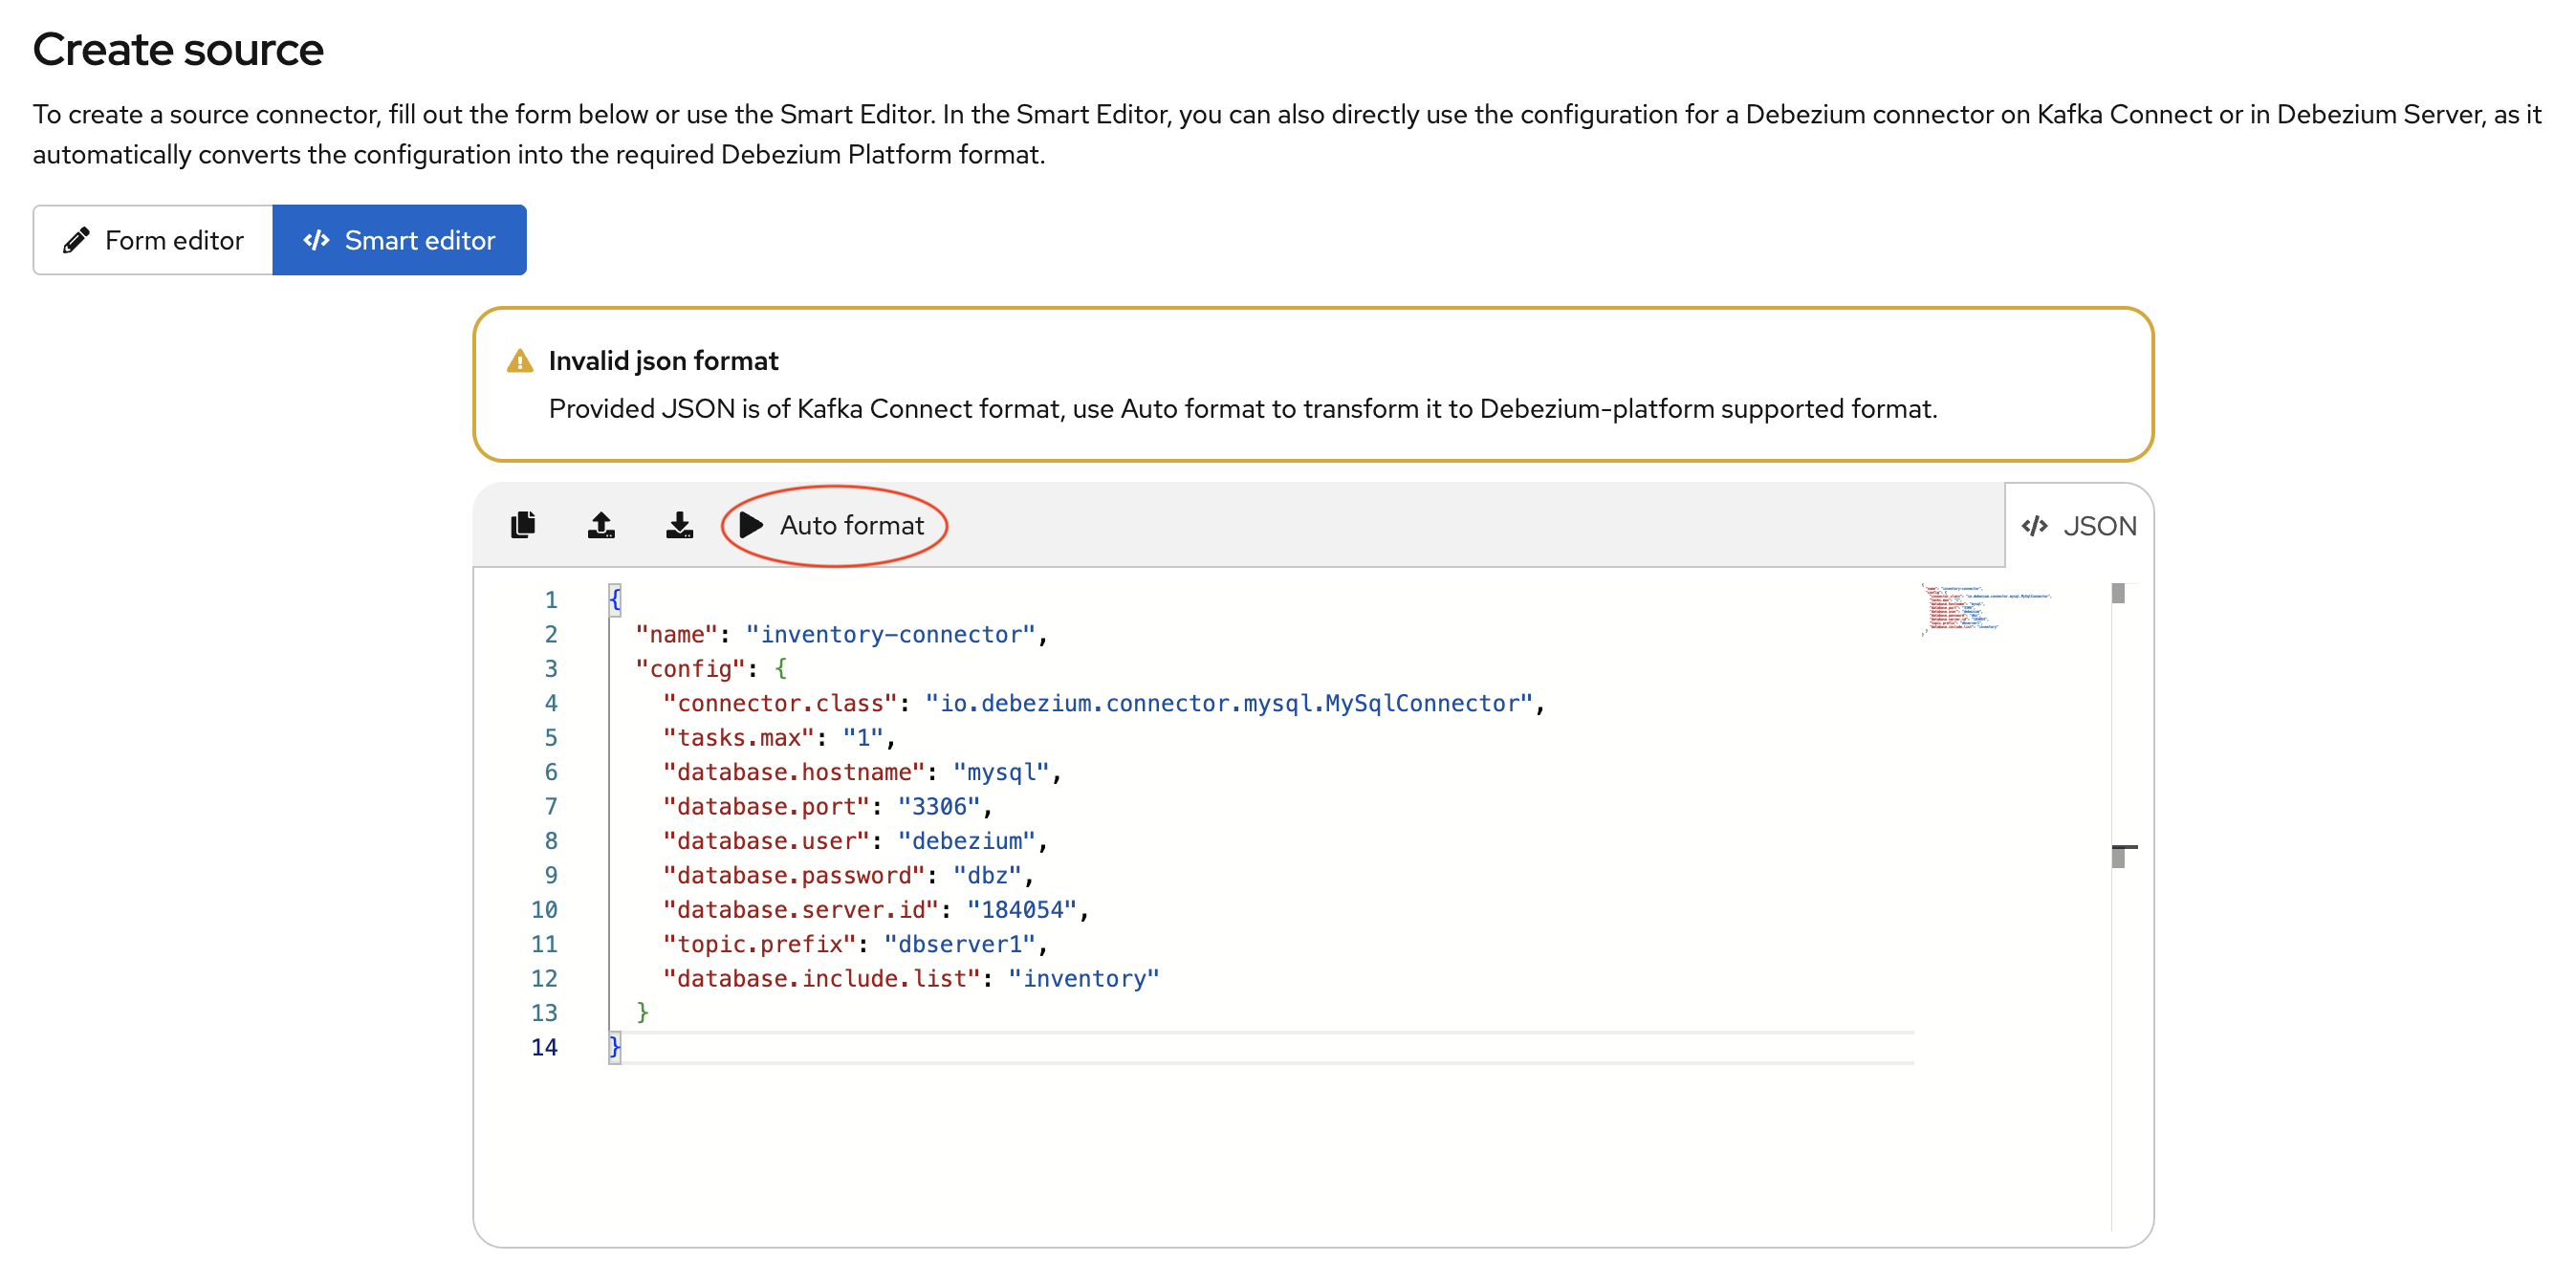 Create source
To create a source connector, fill out the form below or use the Smart Editor. In the Smart Editor, you can also directly use the configuration for a Debezium connector on Kafka Connect or in Debezium Server, as it
automatically converts the configuration into the required Debezium Platform format.
Form editor
</> Smart editor
Invalid json format
Provided JSON is of Kafka Connect format, use Auto format to transform it to Debezium-platform supported format.
Auto format
</> JSON
1 {
2 "name": "inventory-connector",
3 "config": {
4 "connector.class": "io.debezium.connector.mysql.MySqlConnector",
5 "tasks.max": "1",
6 "database.hostname": "mysql",
7 "database.port": "3306",
8 "database.user": "debezium",
9 "database.password": "dbz",
10 "database.server.id": "184054",
11 "topic.prefix": "dbserver1",
12 "database.include.list": "inventory"
13 }
14 }